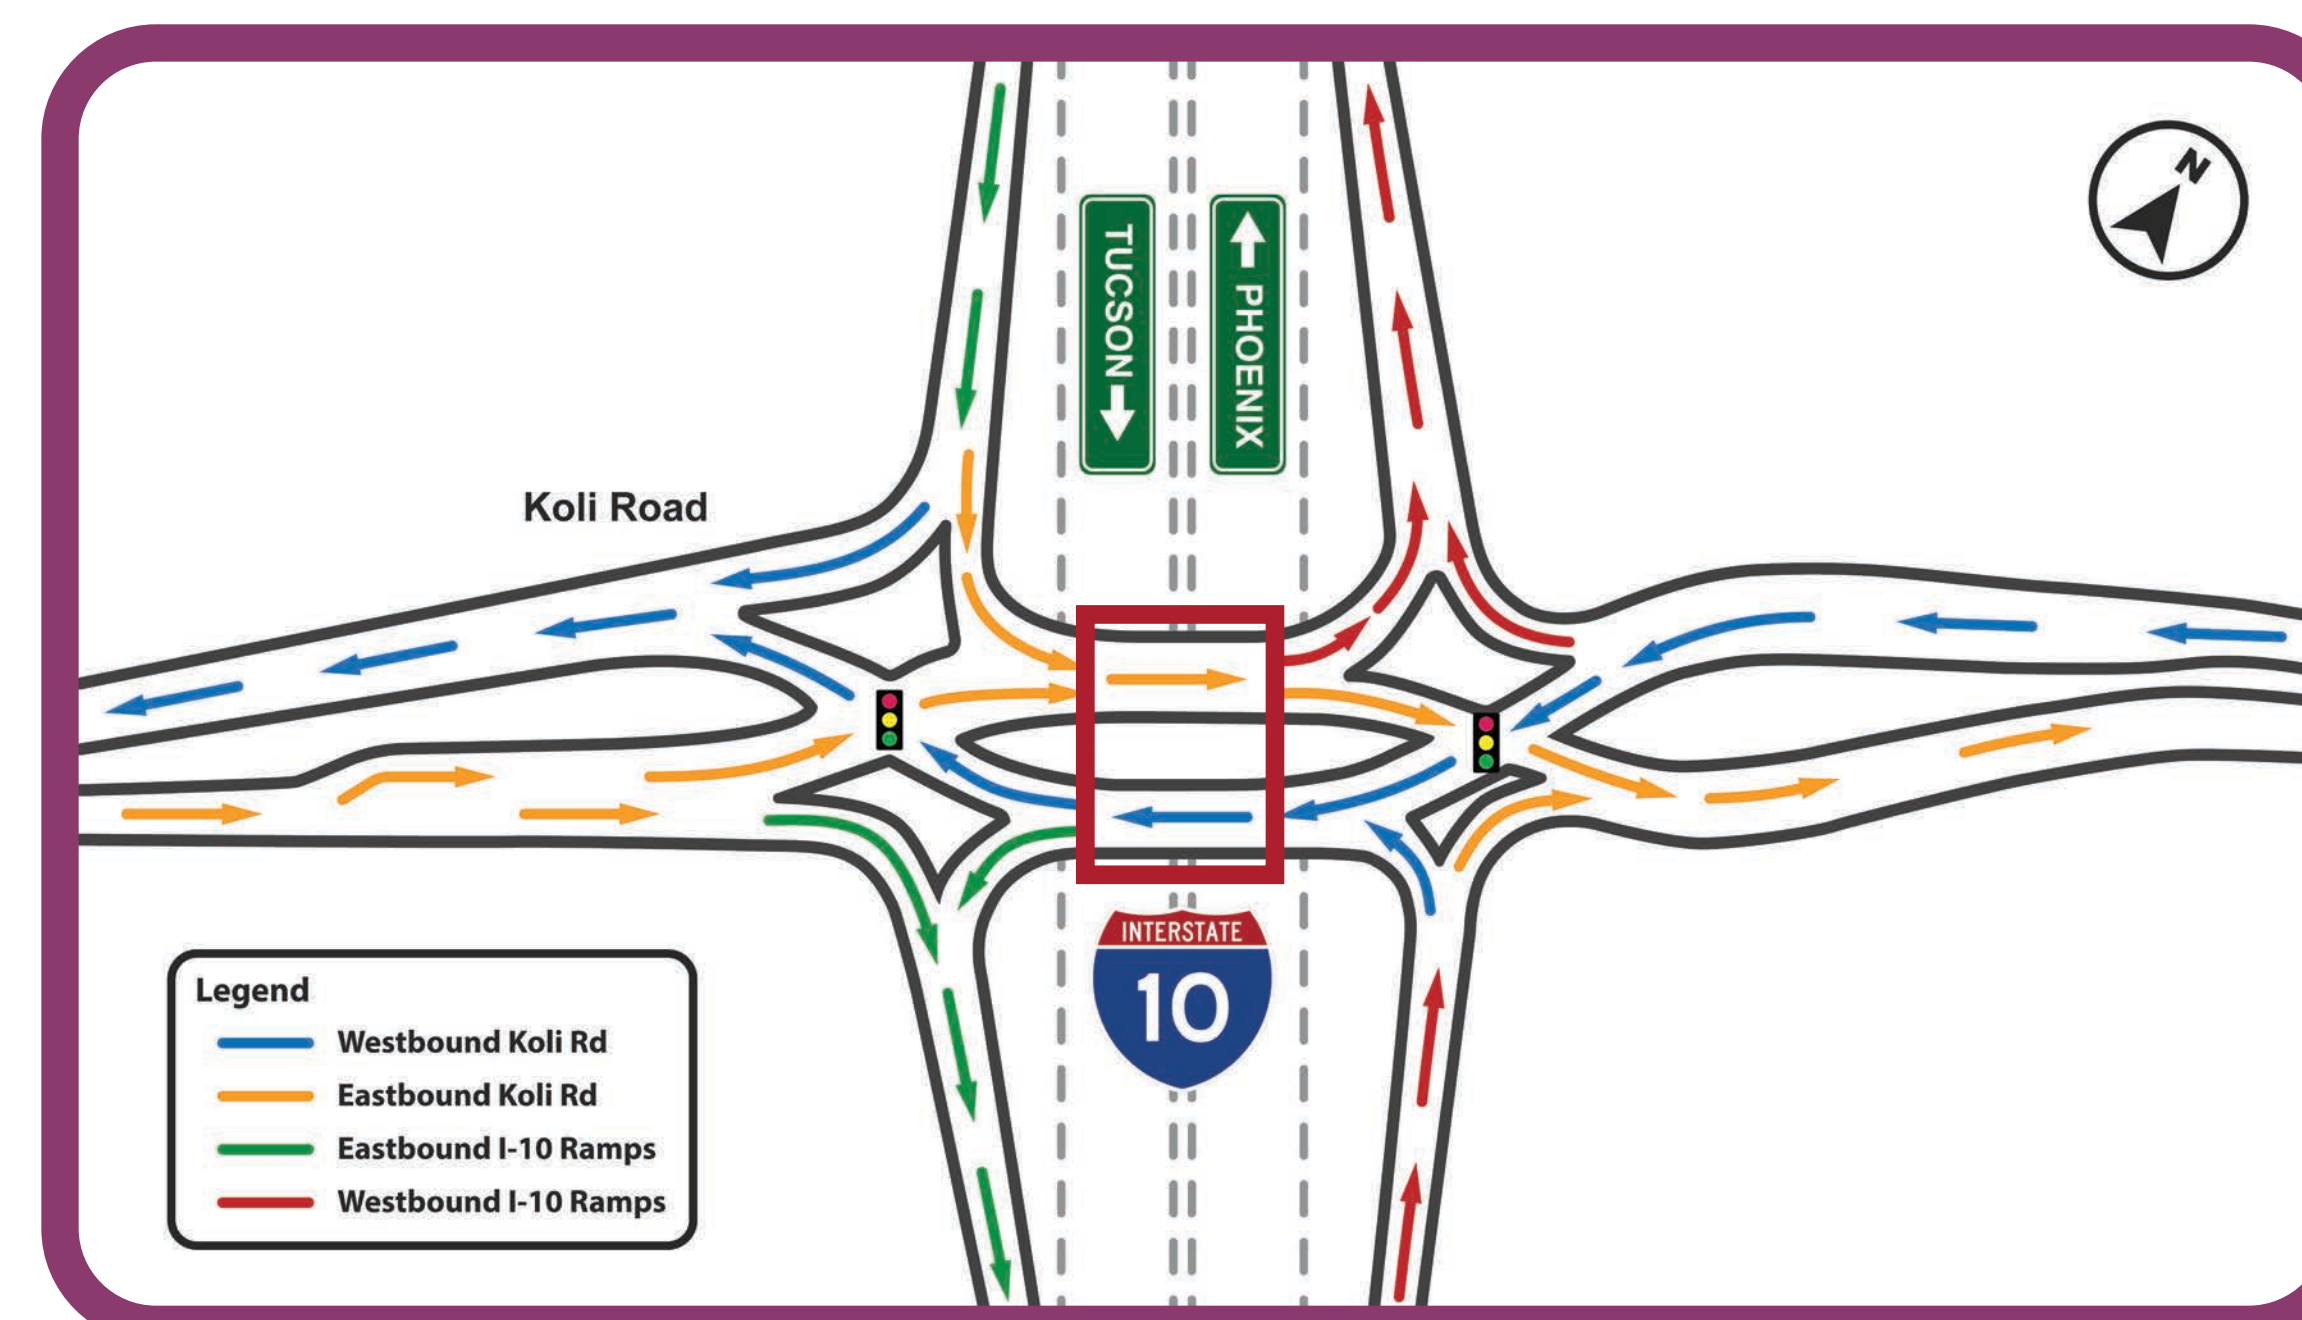 N
TUCSON
PHOENIX
Koli Road
INTERSTATE
10
Legend
Westbound Koli Rd
Eastbound Koli Rd
Eastbound I-10 Ramps
Westbound I-10 Ramps